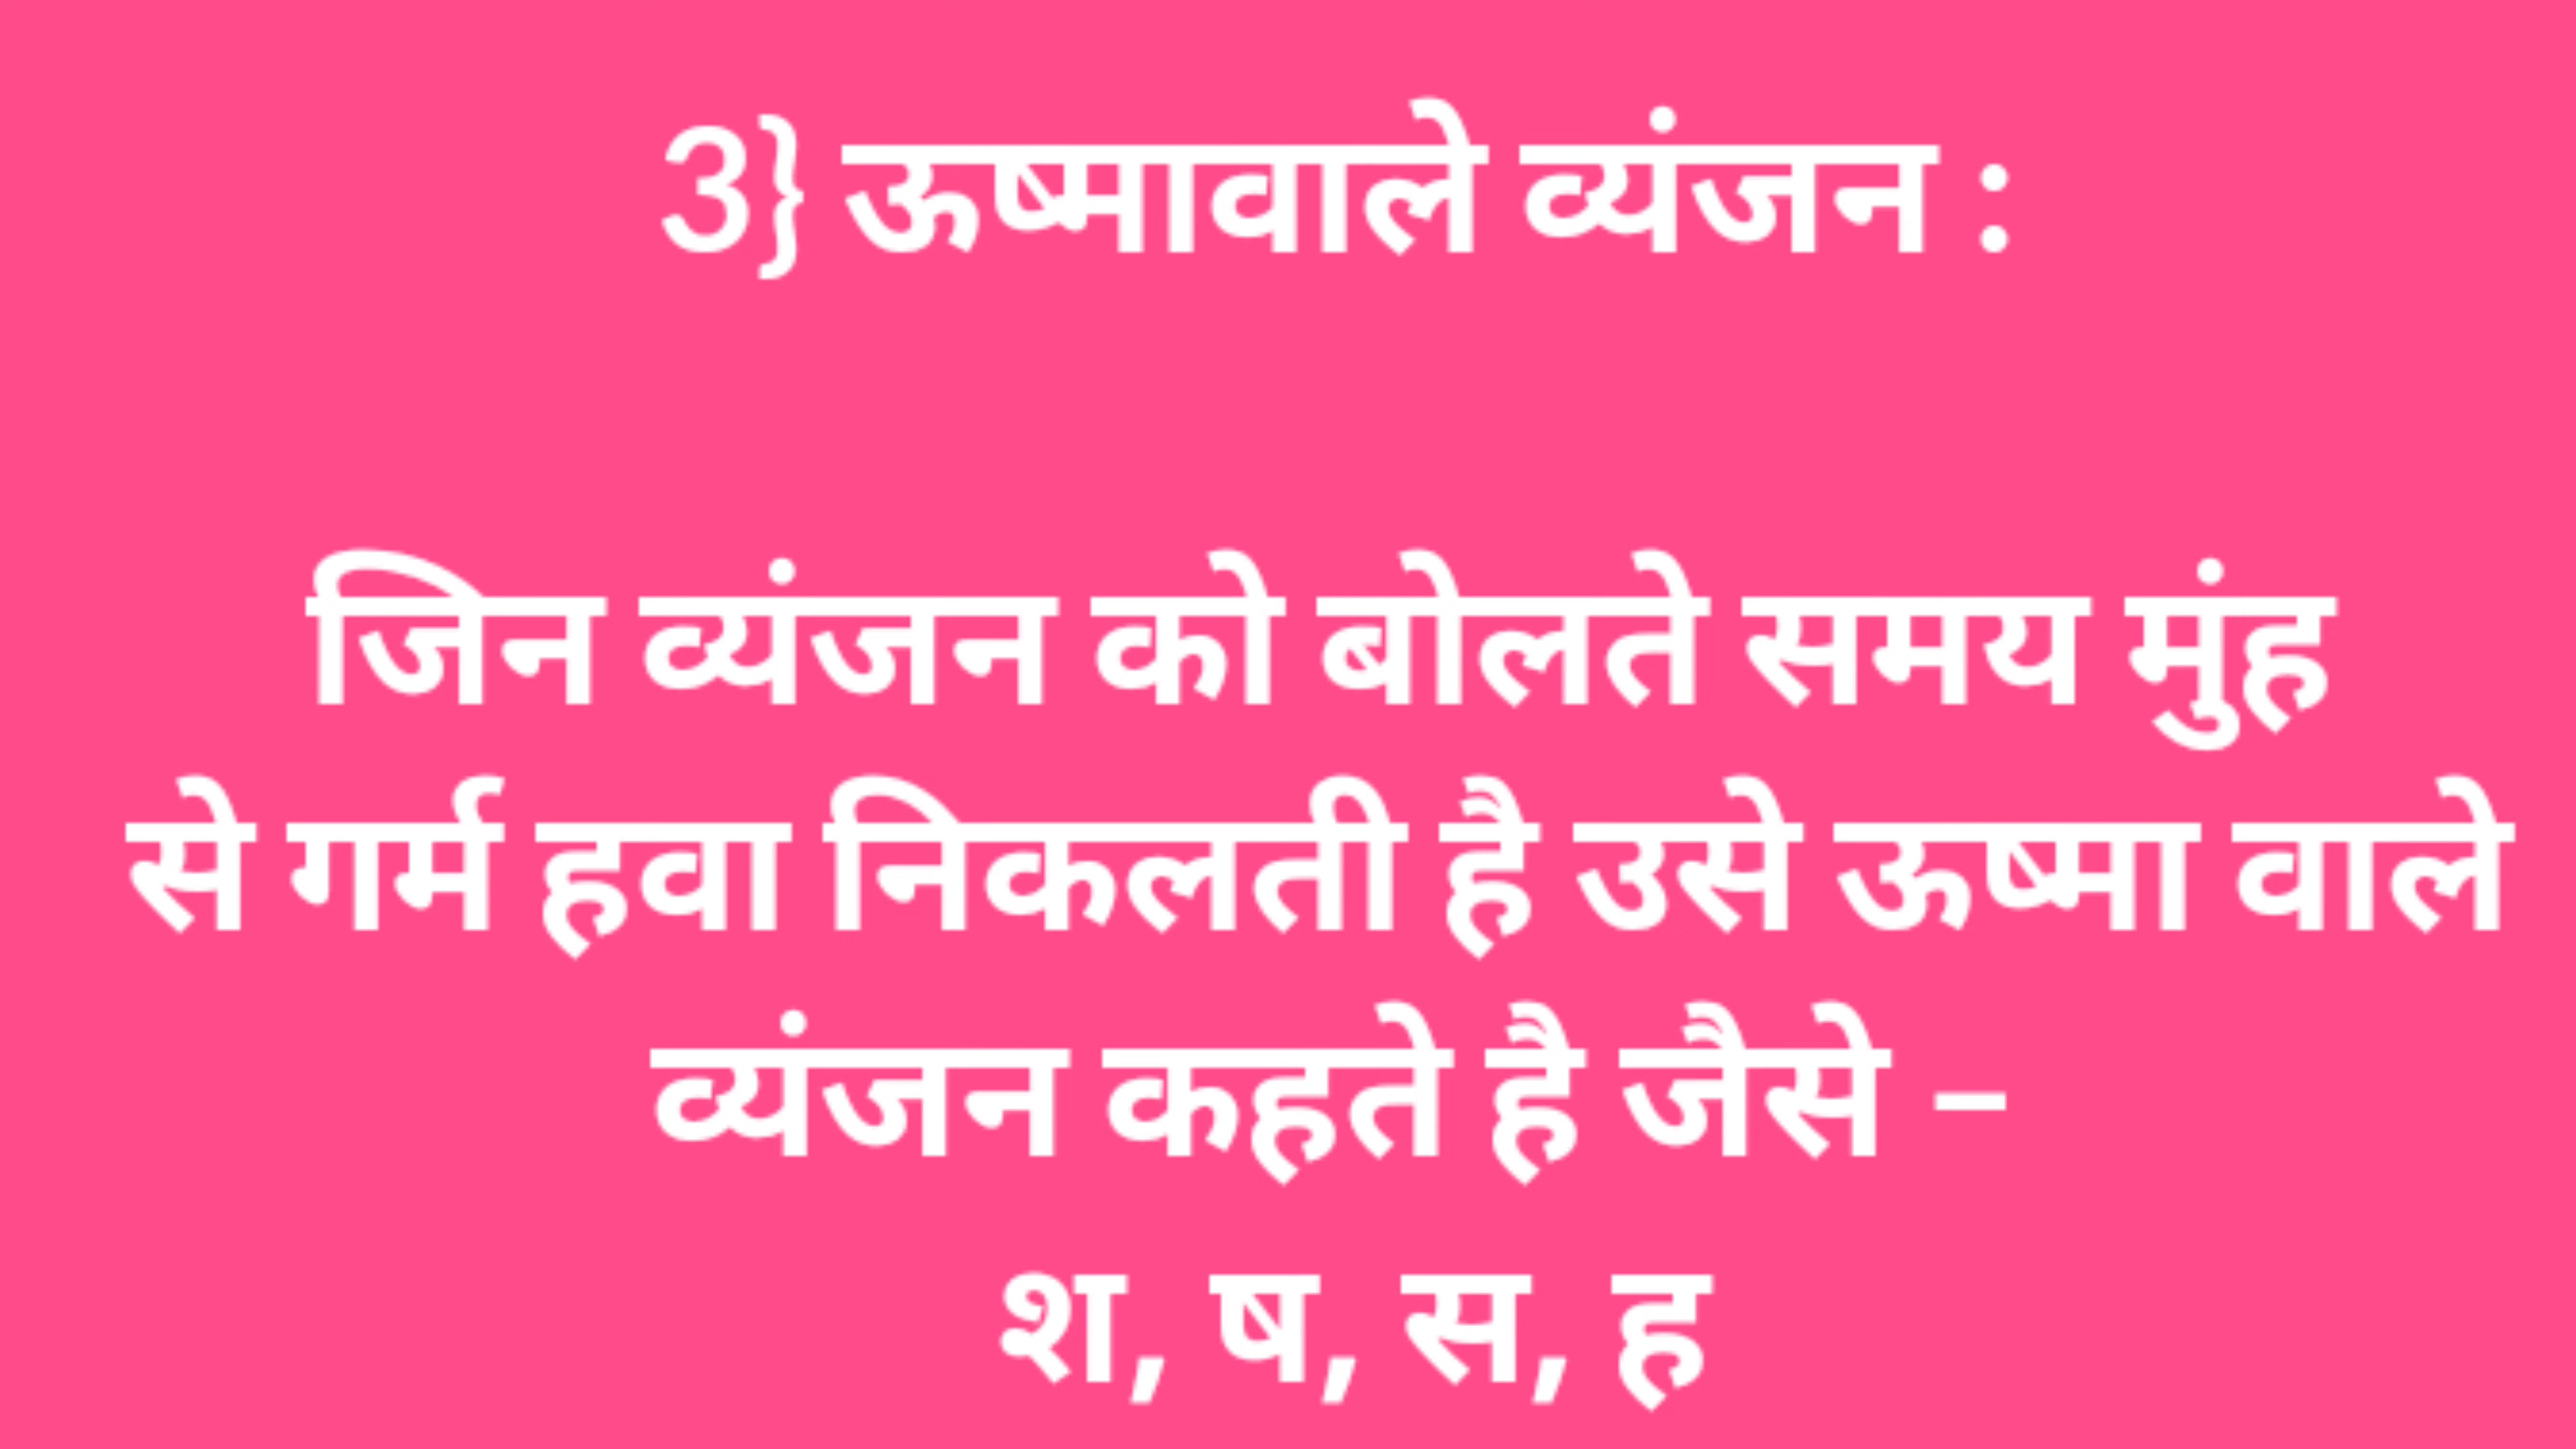 3} ऊष्मावाले व्यंजन :
जिन व्यंजन को बोलते समय मुंह
से गर्म हवा निकलती है उसे ऊष्मा वाले
व्यंजन कहते है जैसे –
श, ष, स, ह